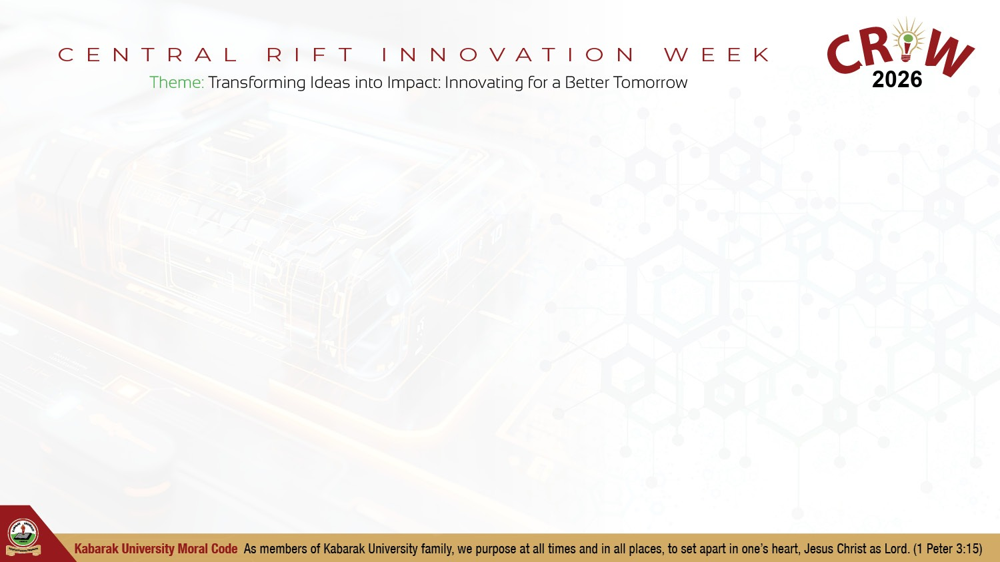 CENTRAL RIFT INNOVATION WEEK
Theme: Transforming Ideas into Impact: Innovating for a Better Tomorrow
CRIW
2026
Kabarak University Moral Code As members of Kabarak University family, we purpose at all times and in all places, to set apart in one's heart, Jesus Christ as Lord. (1 Peter 3:15)